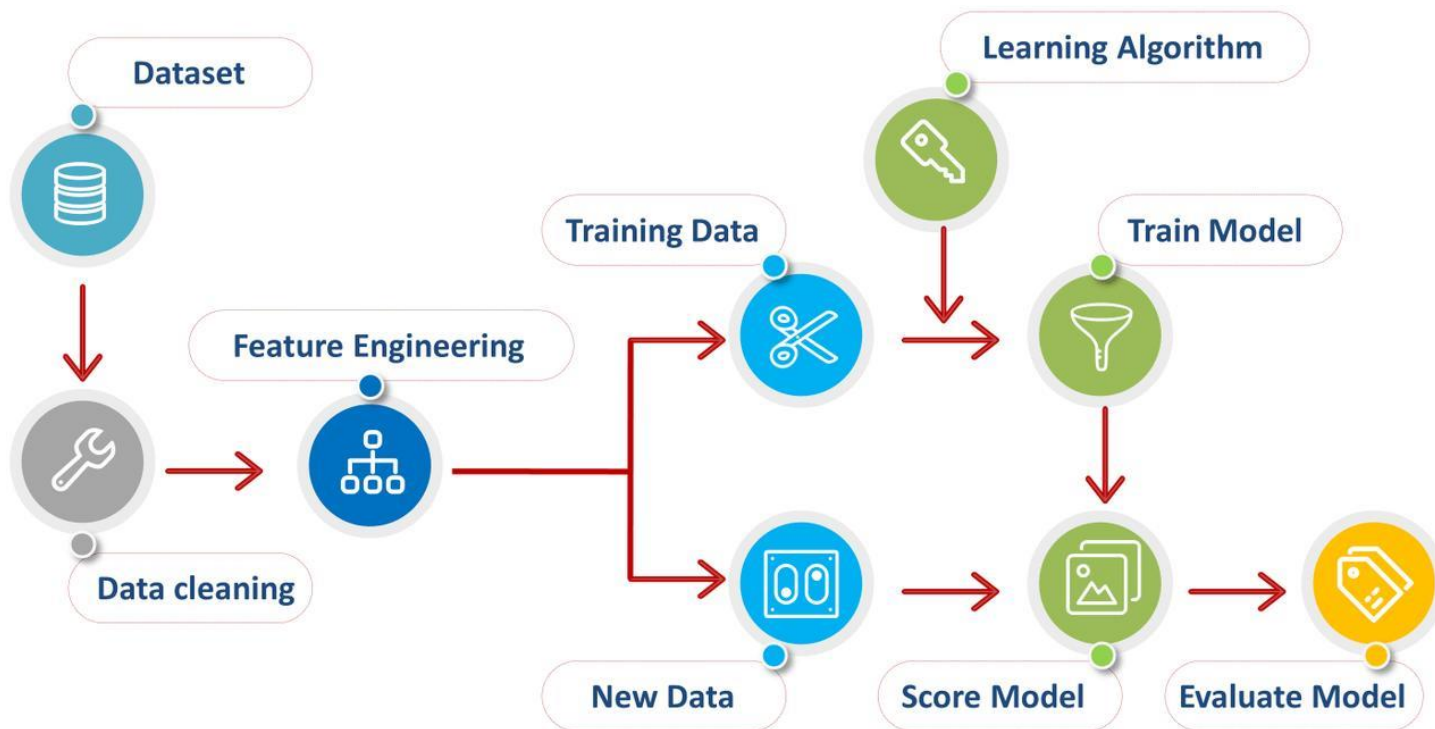 Learning Algorithm
Dataset
Training Data
Train Model
Feature Engineering
Data cleaning
New Data
Score Model
Evaluate Model